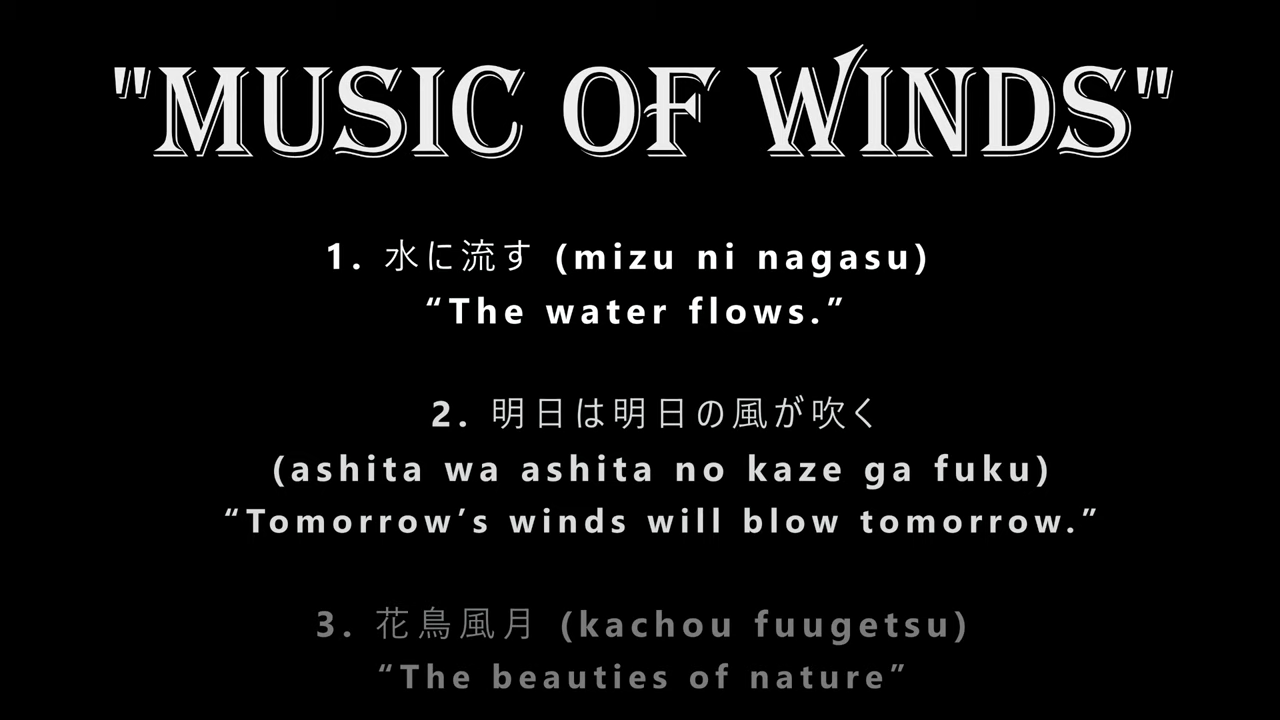 "MUSIC OF WINDS"
1. 水に流す (mizu ni nagasu)
“The water flows.”
2. 明日は明日の風が吹く
(ashita wa ashita no kaze ga fuku)
“Tomorrow’s winds will blow tomorrow.”
3. 花鳥風月 (kachou fuugetsu)
“The beauties of nature”